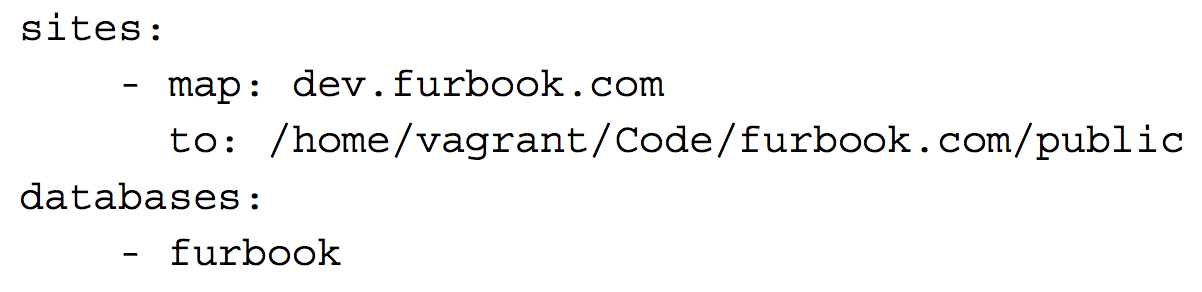 sites:
    - map: dev.furbook.com
      to: /home/vagrant/Code/furbook.com/public
databases:
    - furbook